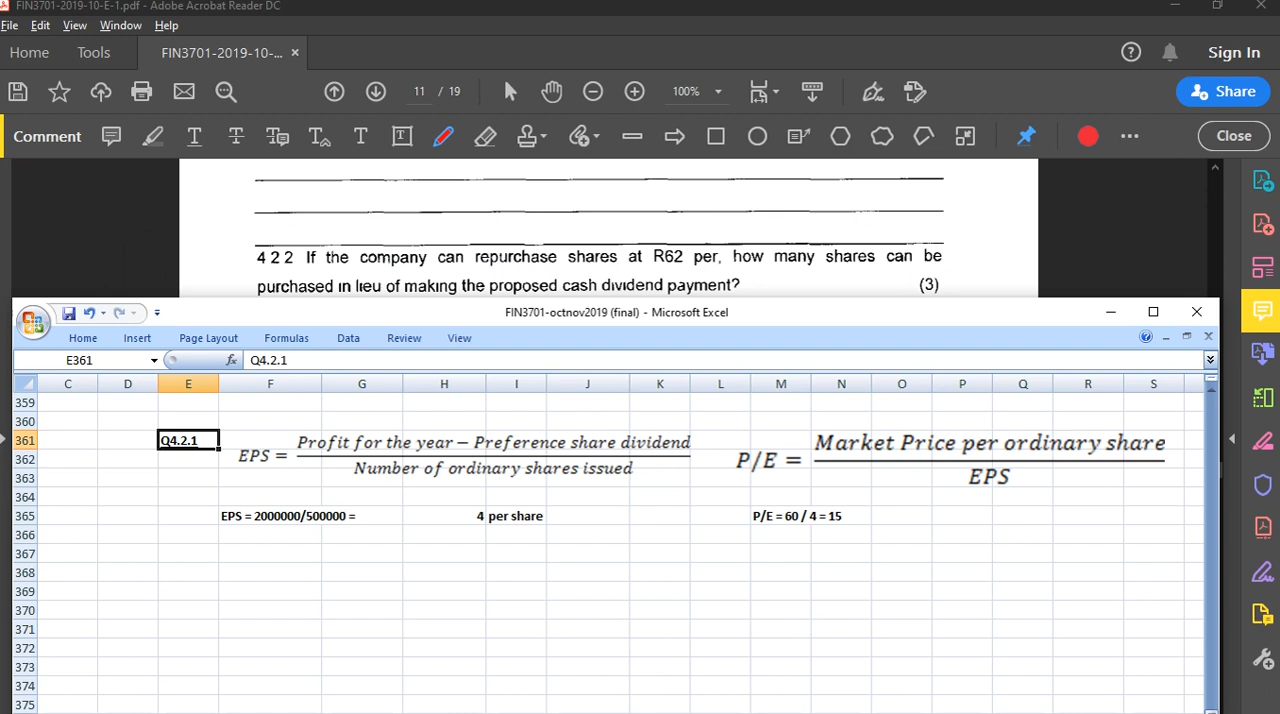 FIN3701-2019-10-E-1.pdf - Adobe Acrobat Reader DC
File Edit View Window Help
Home Tools FIN3701-2019-10-... × Sign In
11 / 19 100% Share
Comment Close
4 2 2 If the company can repurchase shares at R62 per, how many shares can be
purchased in lieu of making the proposed cash dividend payment? (3)
FIN3701-octnov2019 (final) - Microsoft Excel
Home Insert Page Layout Formulas Data Review View
E361 fx Q4.2.1
C D E F G H I J K L M N O P Q R S
359
360
361 Q4.2.1
EPS = Profit for the year − Preference share dividend / Number of ordinary shares issued
P/E = Market Price per ordinary share / EPS
362
363
364
365 EPS = 2000000/500000 = 4 per share P/E = 60 / 4 = 15
366
367
368
369
370
371
372
373
374
375